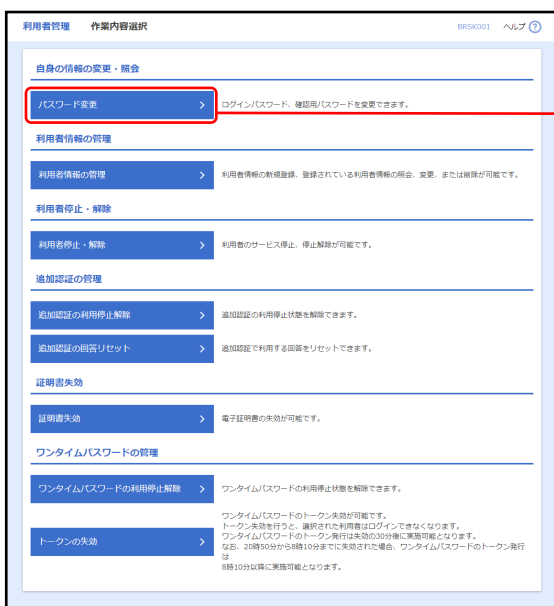 利用者管理 作業内容選択 BRSK001 ヘルプ ?
自身の情報の変更・照会
パスワード変更 ログインパスワード、確認用パスワードを変更できます。
利用者情報の管理
利用者情報の管理 利用者情報の新規登録、登録されている利用者情報の照会、変更、または削除が可能です。
利用者停止・解除
利用者停止・解除 利用者のサービス停止、停止解除が可能です。
追加認証の管理
追加認証の利用停止解除 追加認証の利用停止状態を解除できます。
追加認証の回答リセット 追加認証で利用する回答をリセットできます。
証明書失効
証明書失効 電子証明書の失効が可能です。
ワンタイムパスワードの管理
ワンタイムパスワードの利用停止解除 ワンタイムパスワードの利用停止状態を解除できます。
トークンの失効
ワンタイムパスワードのトークン失効が可能です。
トークン失効を行うと、選択された利用者はログインできなくなります。
ワンタイムパスワードのトークン発行は失効の30分後に実施可能となります。
なお、20時50分から8時10分までに失効された場合、ワンタイムパスワードのトークン発行
は
8時10分以降に実施可能となります。